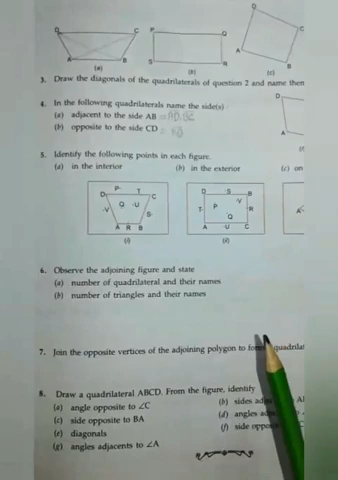 D C P Q D C
A B S R A B
(a) (b) (c)
3. Draw the diagonals of the quadrilaterals of question 2 and name them
4. In the following quadrilaterals name the side(s)
D
(a) adjacent to the side AB = AD, BC
(b) opposite to the side CD = AB
A
5. Identify the following points in each figure.
(a) in the interior (b) in the exterior (c) on
P T D C V Q U S A R B
D S B V T P R Q A U C
A
(i) (ii)
6. Observe the adjoining figure and state
(a) number of quadrilateral and their names
(b) number of triangles and their names
7. Join the opposite vertices of the adjoining polygon to quadrilat
8. Draw a quadrilateral ABCD. From the figure, identify
(a) angle opposite to ∠C (b) sides
(c) side opposite to BA (d) angles
(e) diagonals (f) side
(g) angles adjacents to ∠A